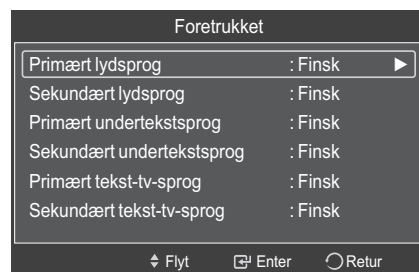 Foretrukket
Primært lydsprog : Finsk ►
Sekundært lydsprog : Finsk
Primært undertekstsprog : Finsk
Sekundært undertekstsprog : Finsk
Primært tekst-tv-sprog : Finsk
Sekundært tekst-tv-sprog : Finsk
Flyt Enter Retur